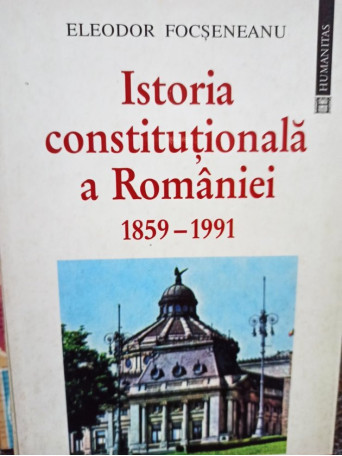 ELEODOR FOCȘENEANU
HUMANITAS
Istoria
constituțională
a României
1859–1991